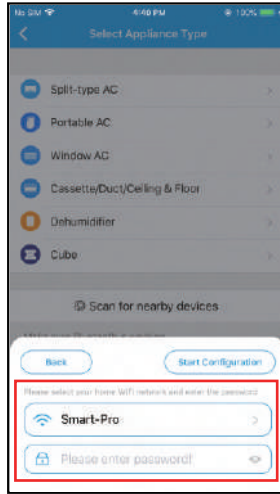 No SIM
4:40 PM
100%
Select Appliance Type
Split-type AC
Portable AC
Window AC
Cassette/Duct/Ceiling & Floor
Dehumidifier
Cube
Scan for nearby devices
Back
Start Configuration
Please select your home WiFi network and enter the password
Smart-Pro
Please enter password!